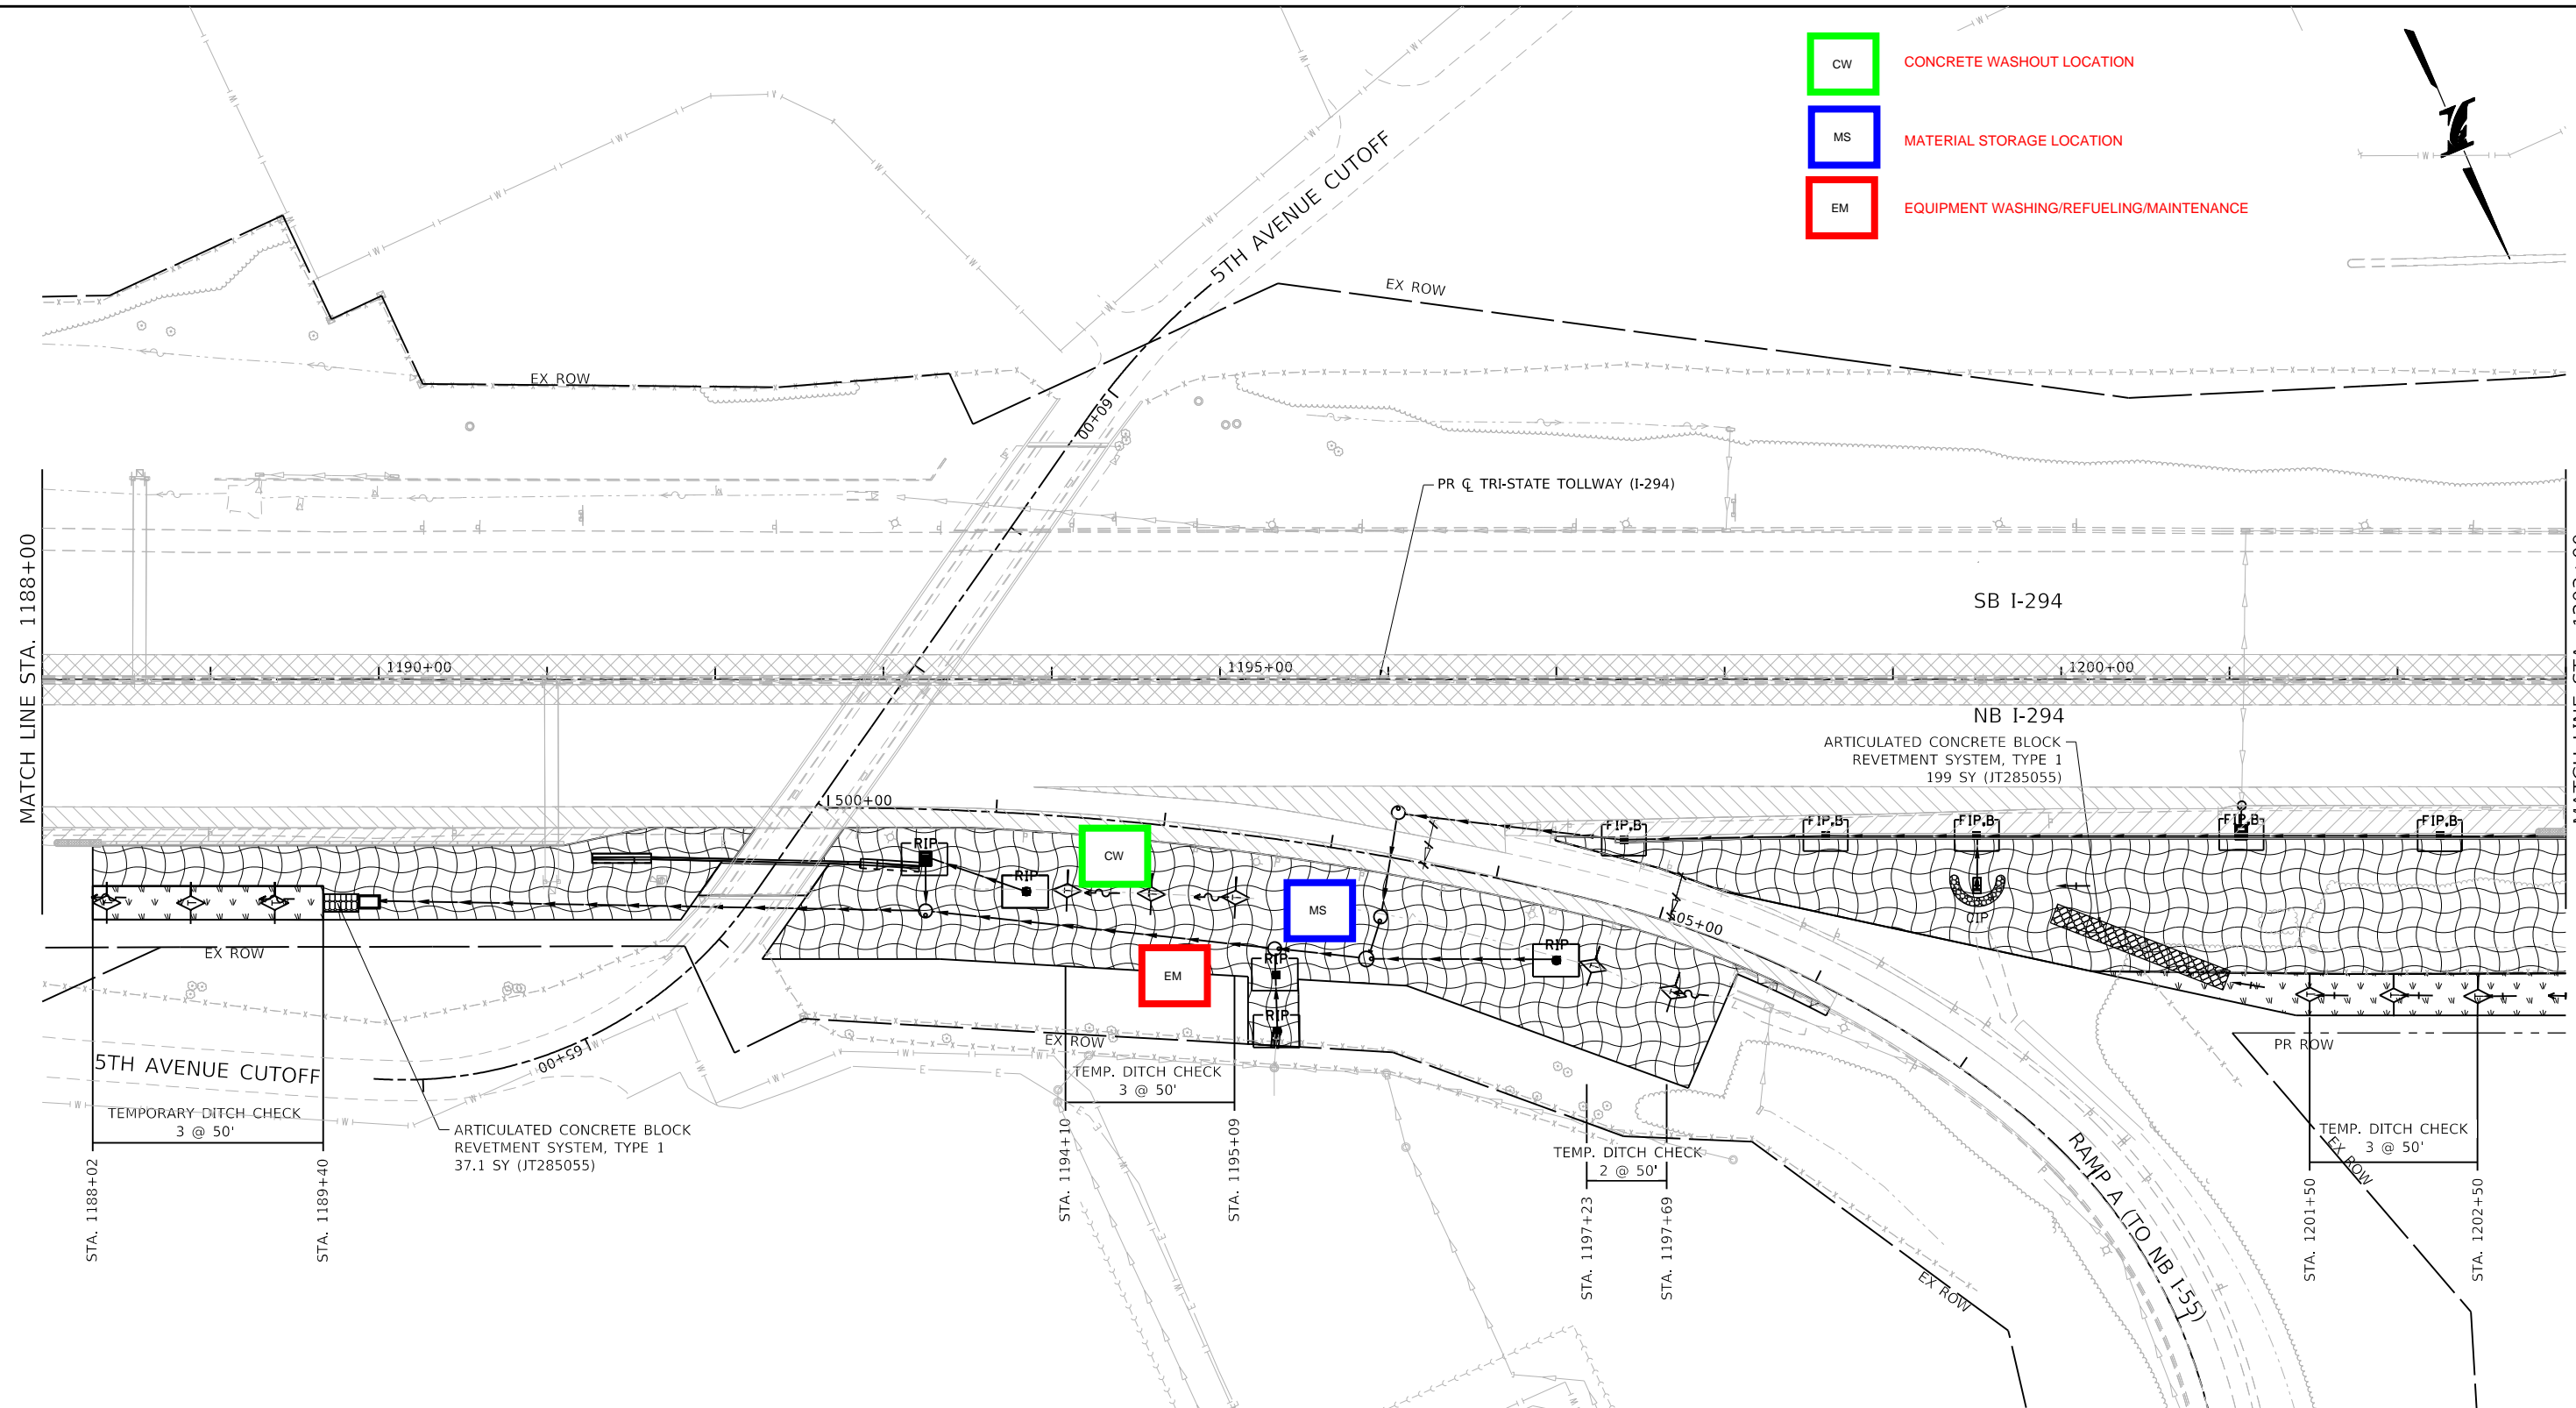 CW
CONCRETE WASHOUT LOCATION
MS
MATERIAL STORAGE LOCATION
EM
EQUIPMENT WASHING/REFUELING/MAINTENANCE
5TH AVENUE CUTOFF
EX ROW
EX ROW
60+00
PR ℄ TRI-STATE TOLLWAY (I-294)
MATCH LINE STA. 1188+00
SB I-294
1190+00
1195+00
1200+00
NB I-294
ARTICULATED CONCRETE BLOCK
REVETMENT SYSTEM, TYPE 1
199 SY (JT285055)
500+00
FIP.B
FIP.B
FIP.B
FIP.B
FIP.B
RIP
CW
RIP
MS
CIP
505+00
EX ROW
RIP
EM
RIP
RIP
65+00
EX ROW
PR ROW
5TH AVENUE CUTOFF
TEMP. DITCH CHECK
3 @ 50'
TEMPORARY DITCH CHECK
3 @ 50'
ARTICULATED CONCRETE BLOCK
REVETMENT SYSTEM, TYPE 1
37.1 SY (JT285055)
TEMP. DITCH CHECK
2 @ 50'
TEMP. DITCH CHECK
3 @ 50'
EX ROW
RAMP A (TO NB I-55)
EX ROW
STA. 1188+02
STA. 1189+40
STA. 1194+10
STA. 1195+09
STA. 1197+23
STA. 1197+69
STA. 1201+50
STA. 1202+50